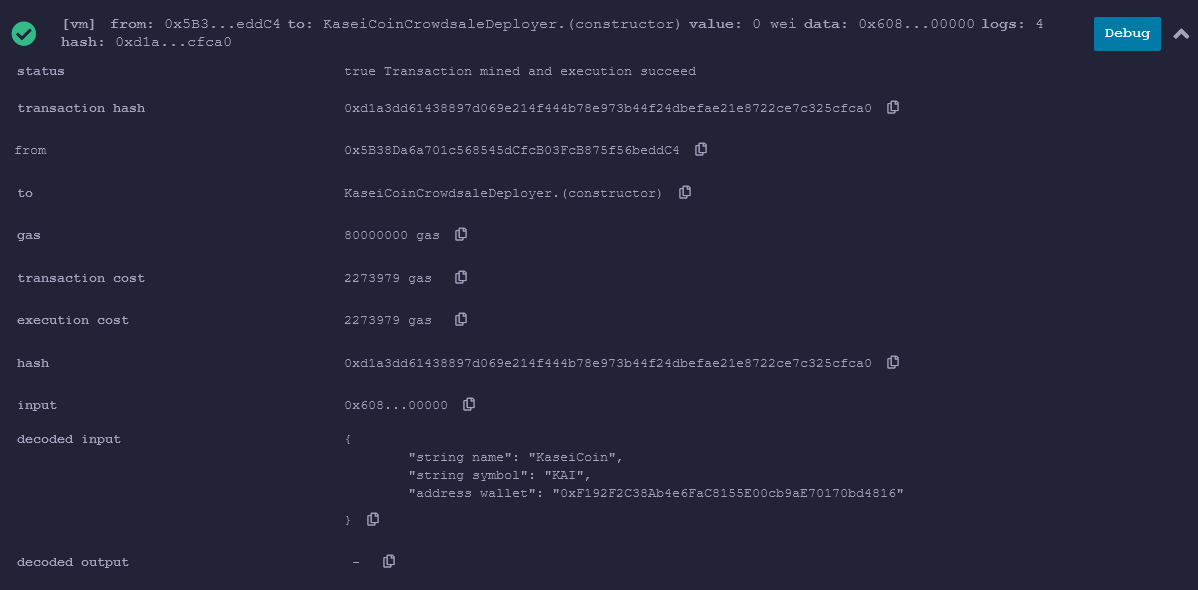 [vm] from: 0x5B3...eddC4 to: KaseiCoinCrowdsaleDeployer.(constructor) value: 0 wei data: 0x608...00000 logs: 4
hash: 0xd1a...cfca0
Debug
status true Transaction mined and execution succeed
transaction hash 0xd1a3dd61438897d069e214f444b78e973b44f24dbefae21e8722ce7c325cfca0
from 0x5B38Da6a701c568545dCfcB03FcB875f56beddC4
to KaseiCoinCrowdsaleDeployer.(constructor)
gas 80000000 gas
transaction cost 2273979 gas
execution cost 2273979 gas
hash 0xd1a3dd61438897d069e214f444b78e973b44f24dbefae21e8722ce7c325cfca0
input 0x608...00000
decoded input {
"string name": "KaseiCoin",
"string symbol": "KAI",
"address wallet": "0xF192F2C38Ab4e6FaC8155E00cb9aE70170bd4816"
}
decoded output -